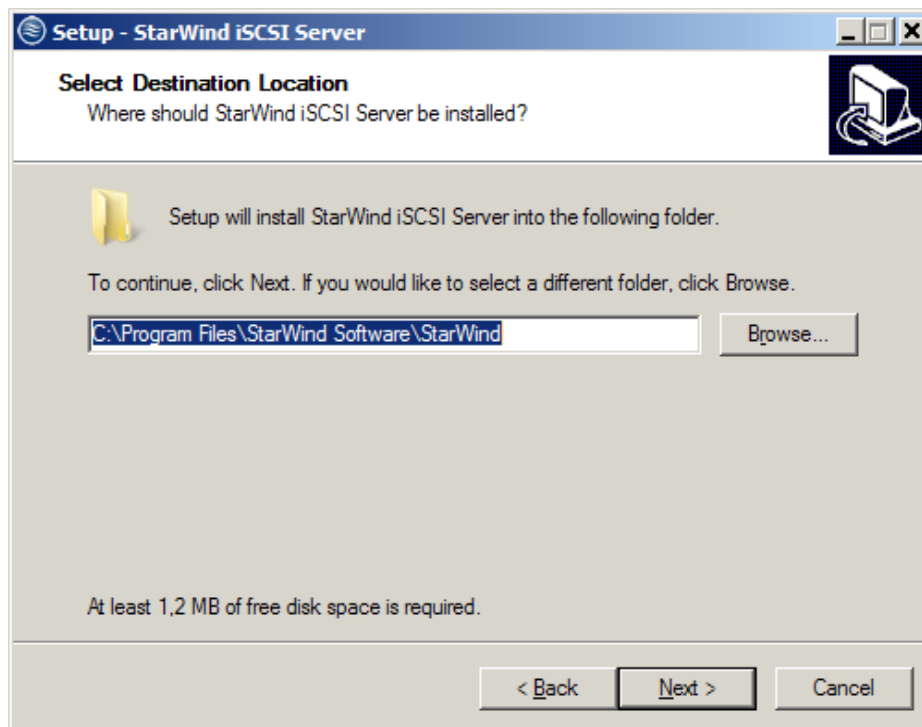 Setup - StarWind iSCSI Server
Select Destination Location
Where should StarWind iSCSI Server be installed?
Setup will install StarWind iSCSI Server into the following folder.
To continue, click Next. If you would like to select a different folder, click Browse.
C:\Program Files\StarWind Software\StarWind
Browse...
At least 1,2 MB of free disk space is required.
< Back
Next >
Cancel